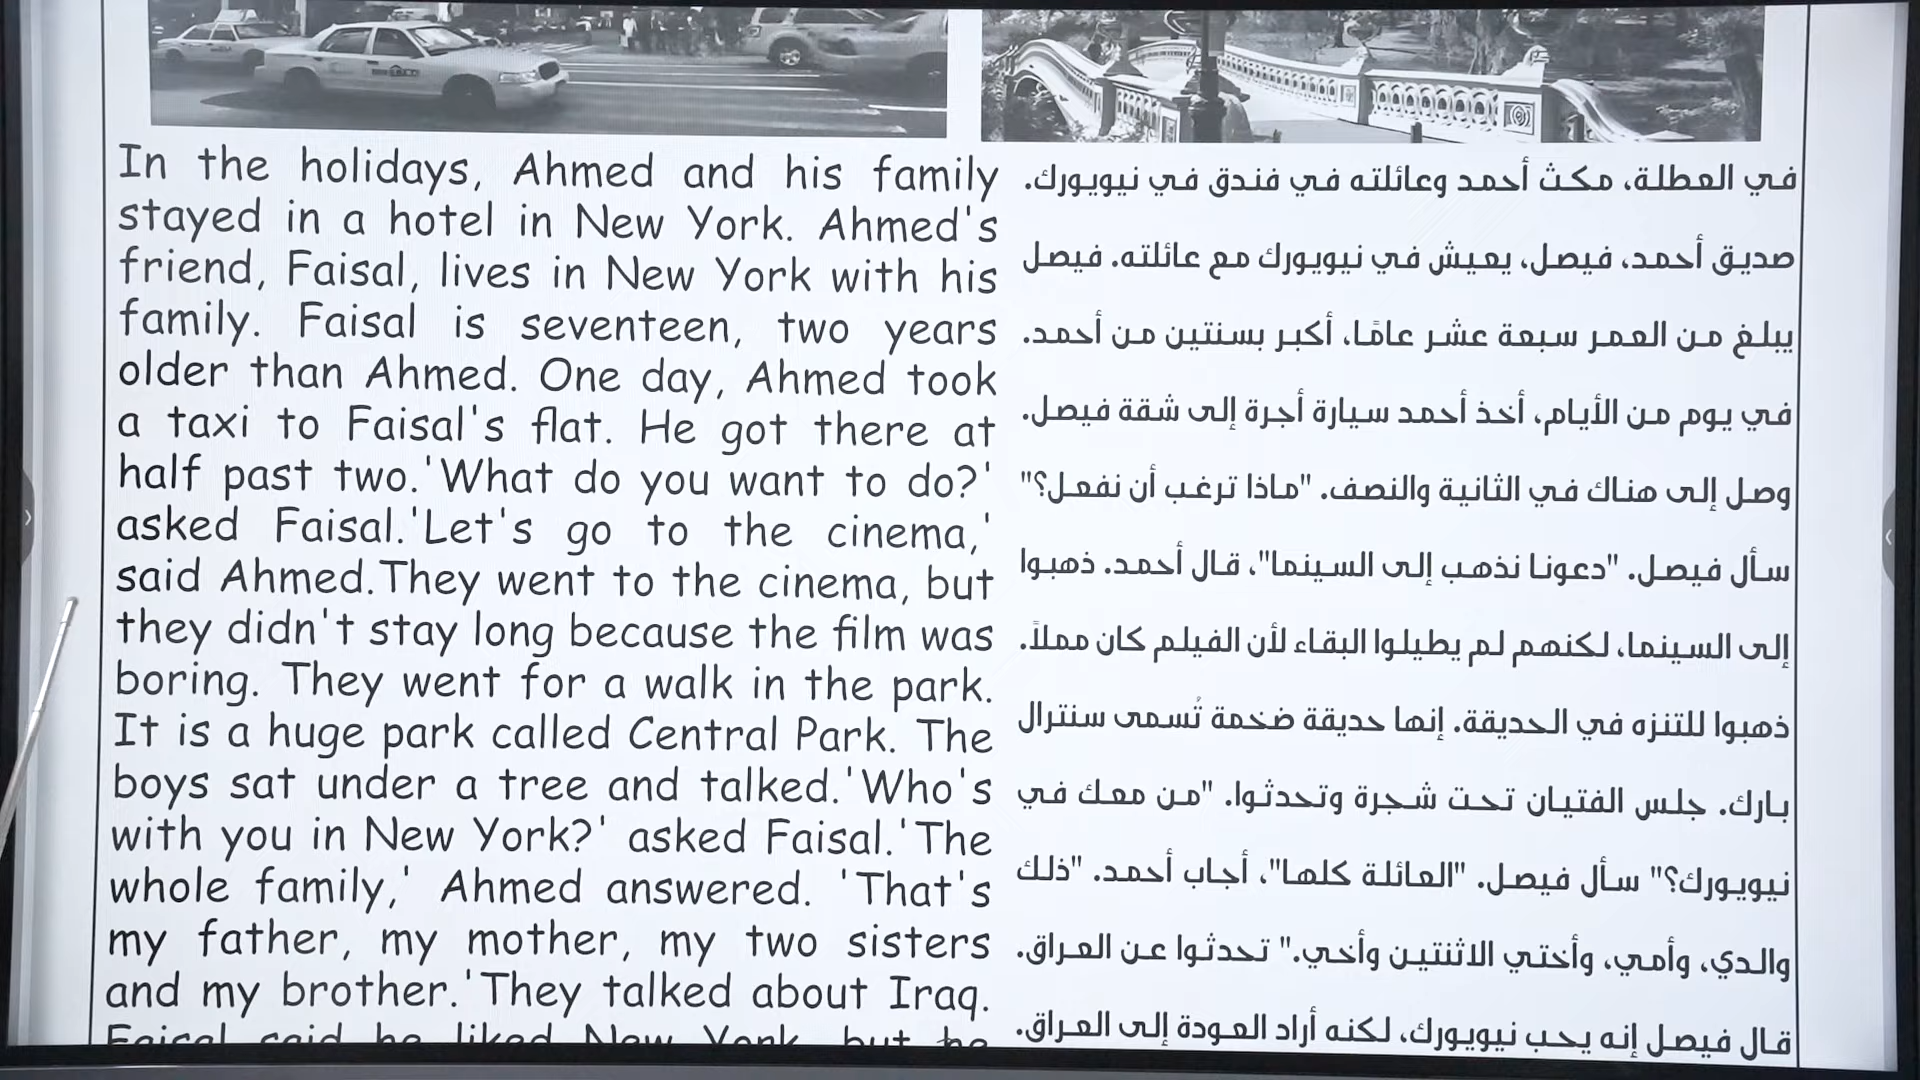 In the holidays, Ahmed and his family
stayed in a hotel in New York. Ahmed's
friend, Faisal, lives in New York with his
family. Faisal is seventeen, two years
older than Ahmed. One day, Ahmed took
a taxi to Faisal's flat. He got there at
half past two.'What do you want to do?'
asked Faisal.'Let's go to the cinema,'
said Ahmed.They went to the cinema, but
they didn't stay long because the film was
boring. They went for a walk in the park.
It is a huge park called Central Park. The
boys sat under a tree and talked.'Who's
with you in New York?' asked Faisal.'The
whole family,' Ahmed answered. 'That's
my father, my mother, my two sisters
and my brother.'They talked about Iraq.
Faisal said he liked New York, but he
في العطلة، مكث أحمد وعائلته في فندق في نيويورك.
صديق أحمد، فيصل، يعيش في نيويورك مع عائلته. فيصل
يبلغ من العمر سبعة عشر عامًا، أكبر بسنتين من أحمد.
في يوم من الأيام، أخذ أحمد سيارة أجرة إلى شقة فيصل.
وصل إلى هناك في الثانية والنصف. "ماذا ترغب أن نفعل؟"
سأل فيصل. "دعونا نذهب إلى السينما"، قال أحمد. ذهبوا
إلى السينما، لكنهم لم يطيلوا البقاء لأن الفيلم كان مملاً.
ذهبوا للتنزه في الحديقة. إنها حديقة ضخمة تُسمى سنترال
بارك. جلس الفتيان تحت شجرة وتحدثوا. "من معك في
نيويورك؟" سأل فيصل. "العائلة كلها"، أجاب أحمد. "ذلك
والدي، وأمي، وأختي الاثنتين وأخي." تحدثوا عن العراق.
قال فيصل إنه يحب نيويورك، لكنه أراد العودة إلى العراق.